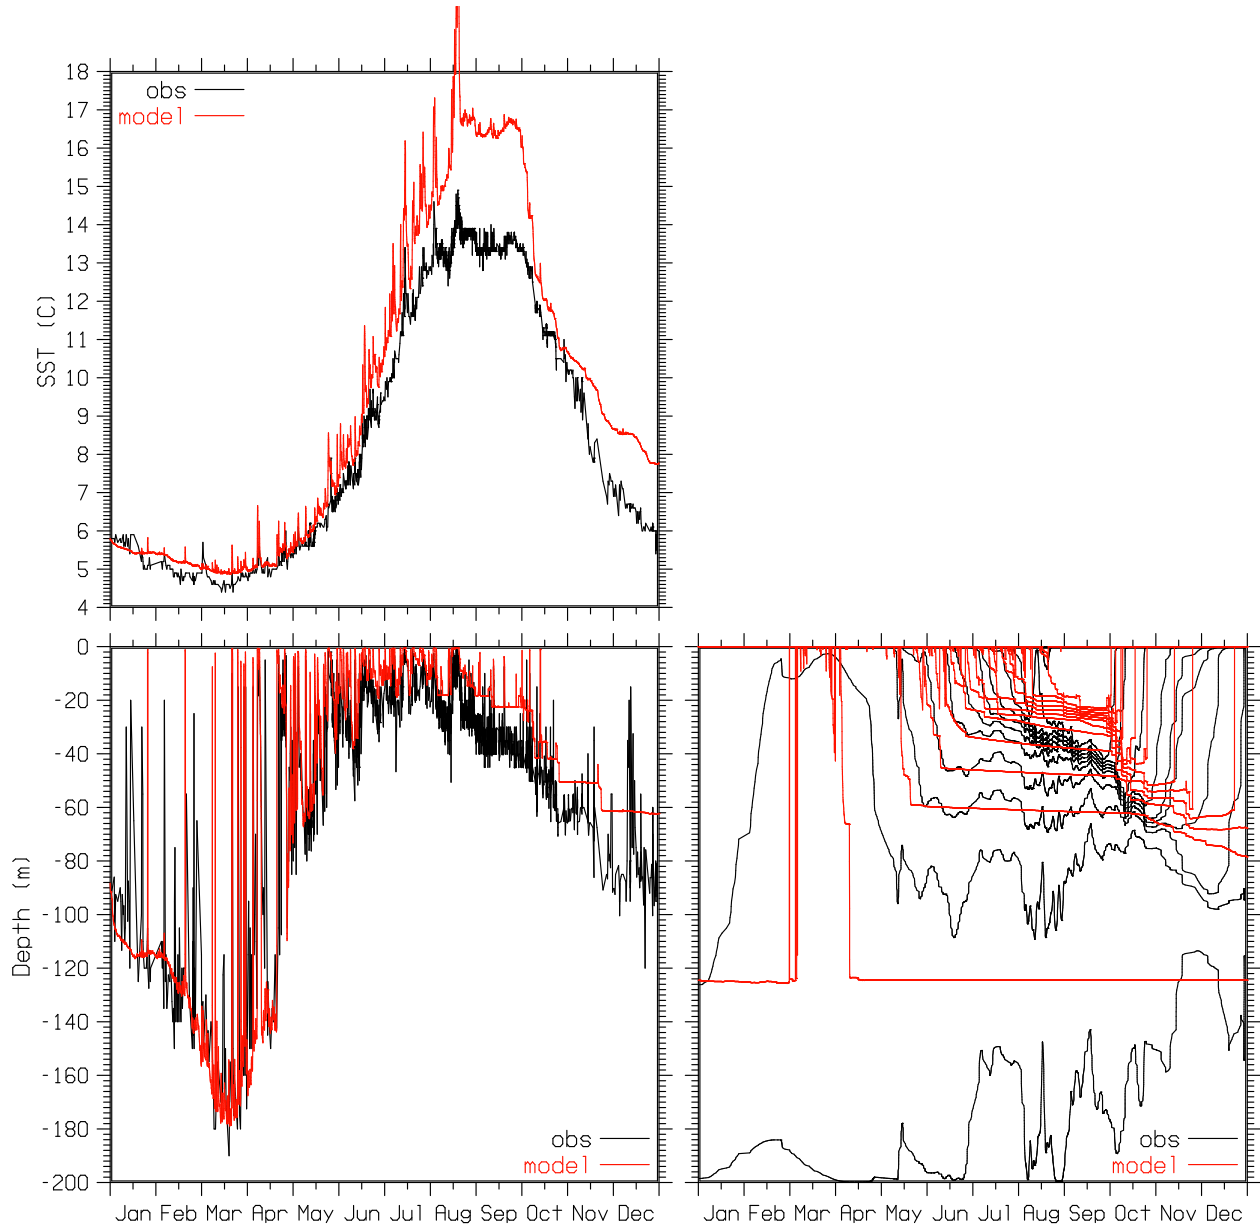 18
obs
17
model
16
15
14
13
12
SST (C)
11
10
9
8
7
6
5
4
0
-20
-40
-60
-80
-100
Depth (m)
-120
-140
-160
-180
obs
obs
model
model
-200
Jan Feb Mar Apr May Jun Jul Aug Sep Oct Nov Dec
Jan Feb Mar Apr May Jun Jul Aug Sep Oct Nov Dec